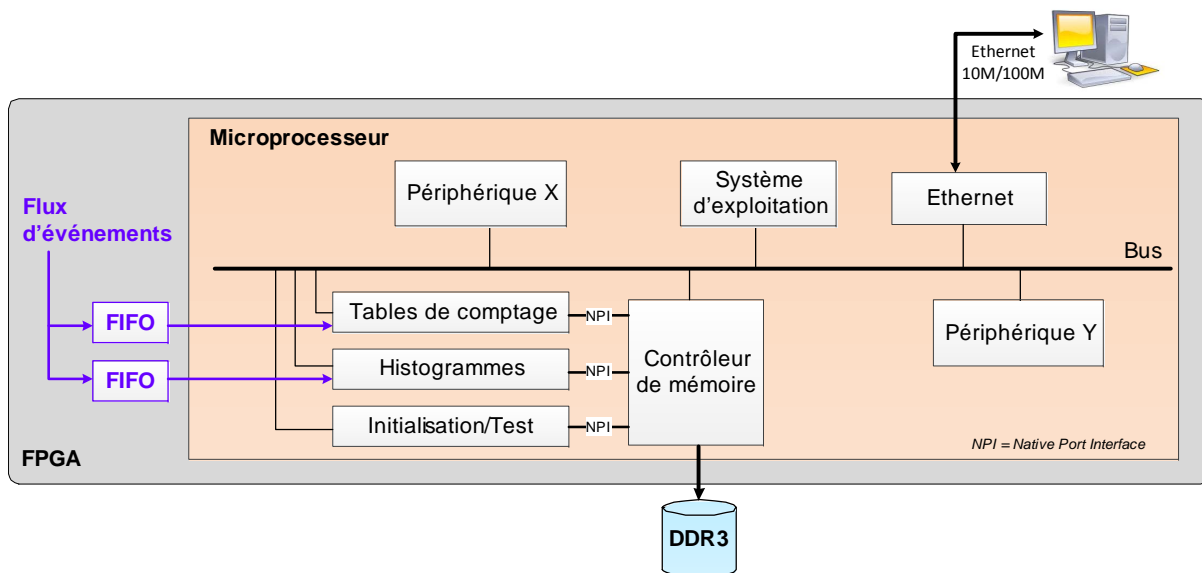 Ethernet
10M/100M
Microprocesseur
Périphérique X
Système
d'exploitation
Ethernet
Flux
d'événements
Bus
FIFO
Tables de comptage
NPI
Périphérique Y
FIFO
Histogrammes
NPI
Contrôleur
de mémoire
Initialisation/Test
NPI
NPI = Native Port Interface
FPGA
DDR3